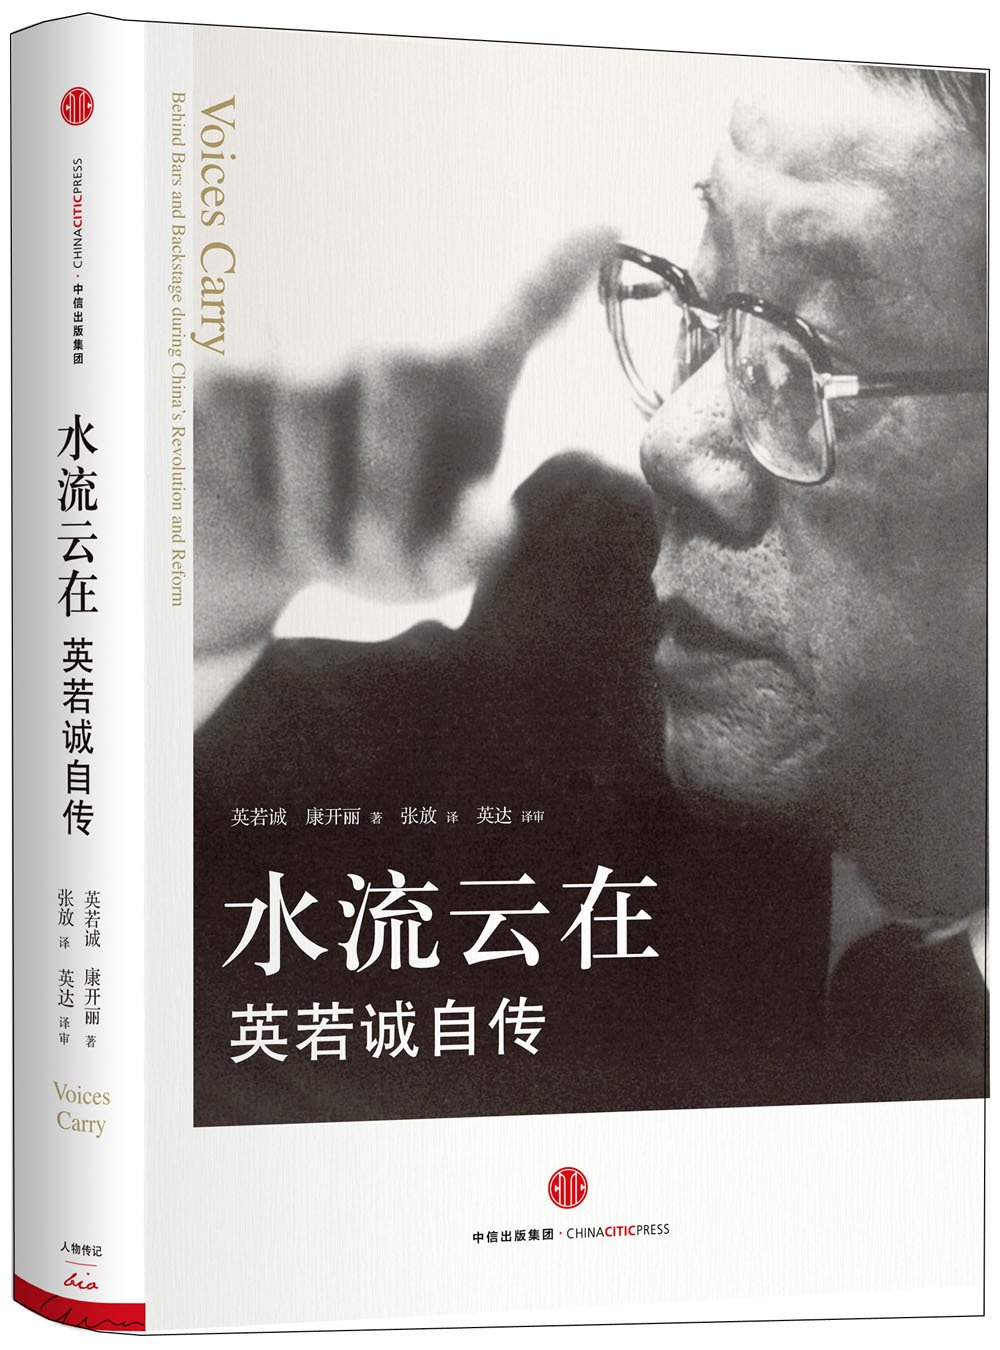 中信出版集团·CHINACITICPRESS
水流云在
英若诚自传
英若诚 康开丽 著
张放 译 英达 译审
Voices
Carry
人物传记
bio
Voices Carry
Behind Bars and Backstage during China's Revolution and Reform
英若诚 康开丽 著 张放 译 英达 译审
水流云在
英若诚自传
中信出版集团·CHINACITICPRESS